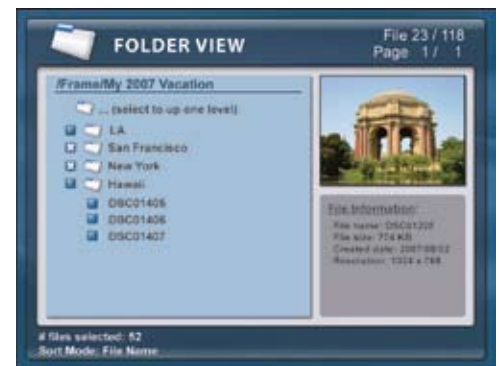 FOLDER VIEW
File 23 / 118
Page 1 / 1
/Frame/My 2007 Vacation
... (select to up one level)
LA
San Francisco
New York
Hawaii
DSC01405
DSC01406
DSC01407
File Information:
File name: DSC01205
File size: 774 KB
Created date: 2007/08/02
Resolution: 1024 x 768
# files selected: 52
Sort Mode: File Name